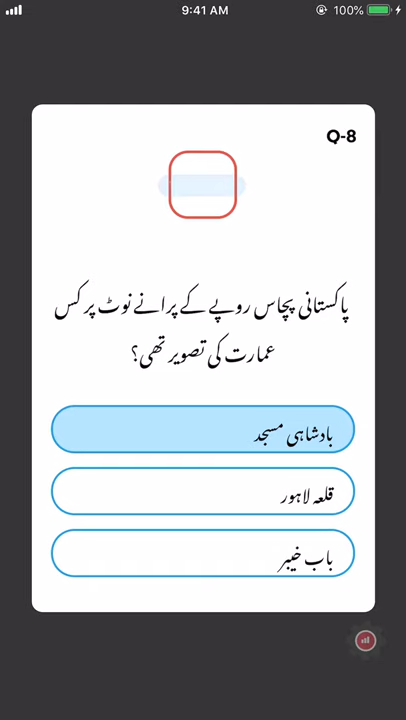 9:41 AM
100%
Q-8
پاکستانی پچاس روپے کے پرانے نوٹ پر کس
عمارت کی تصویر تھی؟
بادشاہی مسجد
قلعہ لاہور
باب خیبر